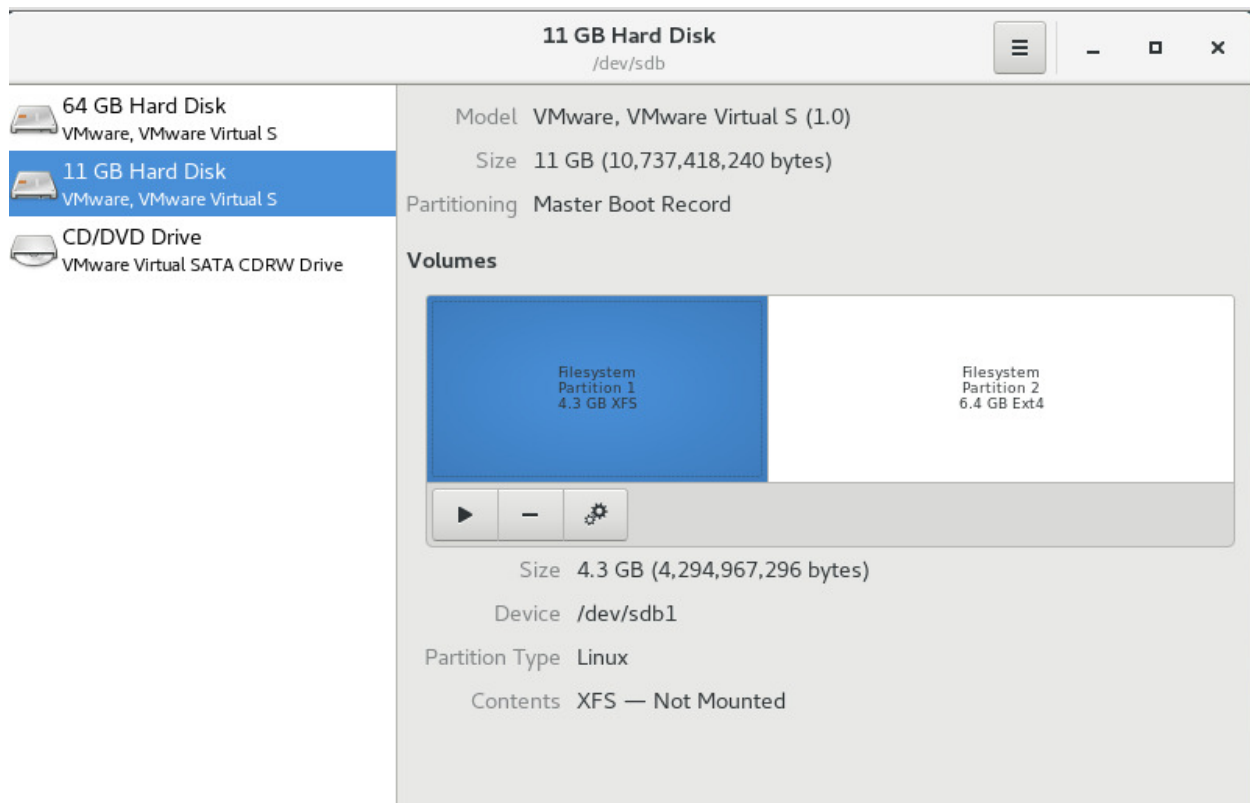 11 GB Hard Disk
/dev/sdb
64 GB Hard Disk
VMware, VMware Virtual S
11 GB Hard Disk
VMware, VMware Virtual S
CD/DVD Drive
VMware Virtual SATA CDRW Drive
Model VMware, VMware Virtual S (1.0)
Size 11 GB (10,737,418,240 bytes)
Partitioning Master Boot Record
Volumes
Filesystem
Partition 1
4.3 GB XFS
Filesystem
Partition 2
6.4 GB Ext4
Size 4.3 GB (4,294,967,296 bytes)
Device /dev/sdb1
Partition Type Linux
Contents XFS — Not Mounted